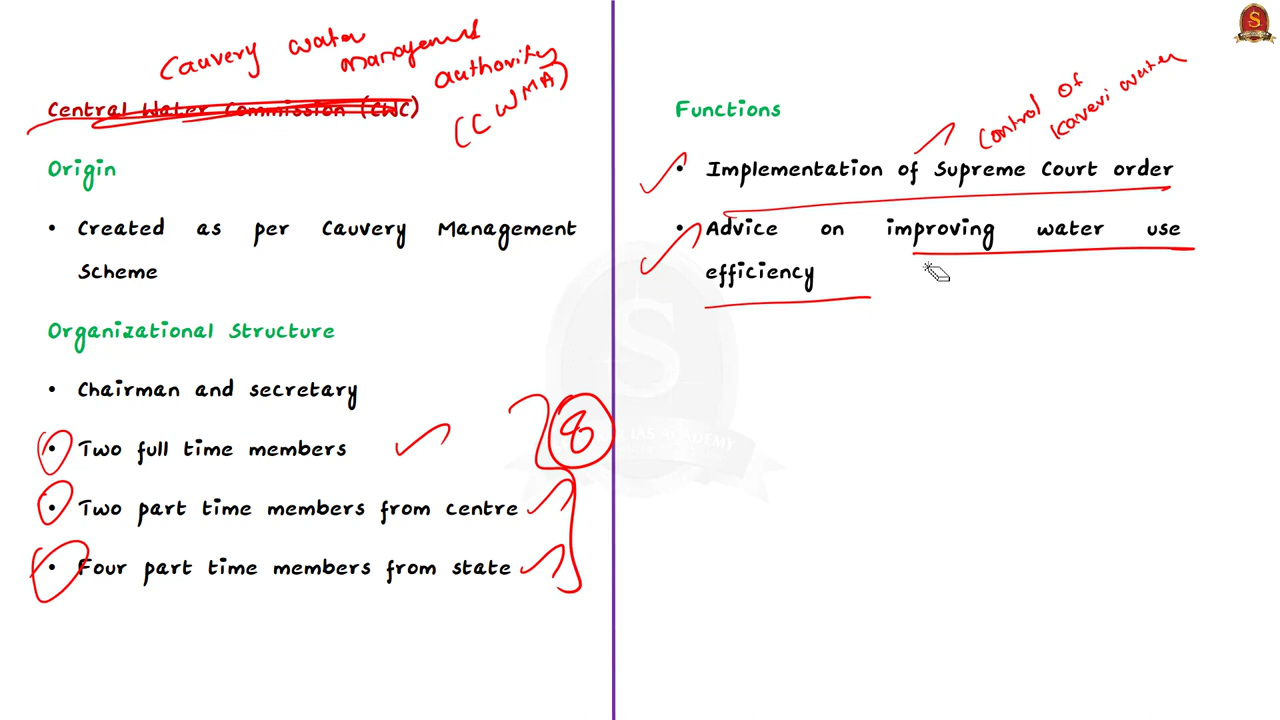 Cauvery water
management
authority
(CWMA)
Central Water Commission (CWC)
Origin
• Created as per Cauvery Management
Scheme
Organizational Structure
• Chairman and secretary
• Two full time members
• Two part time members from centre
• Four part time members from state
8
Functions
control of
Kaveri water
• Implementation of Supreme Court order
• Advice on improving water use
efficiency
IAS ACADEMY
S